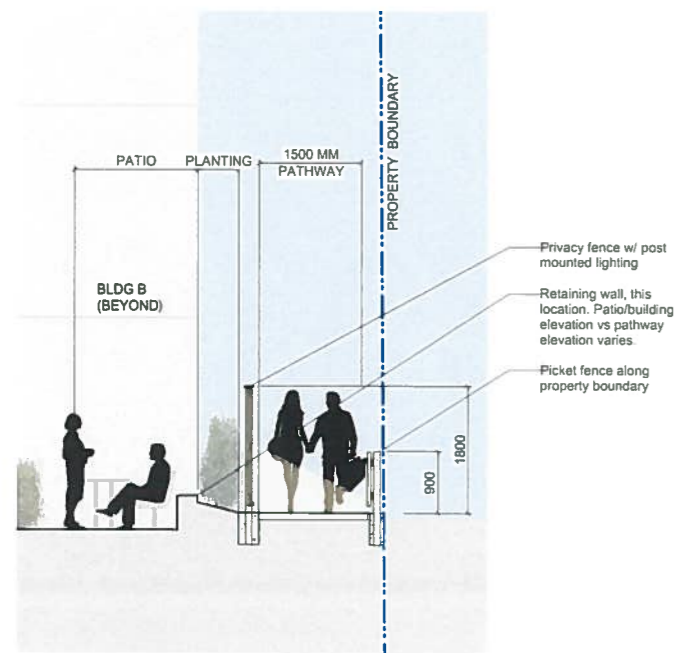 PROPERTY BOUNDARY
PATIO
PLANTING
1500 MM
PATHWAY
BLDG B
(BEYOND)
Privacy fence w/ post
mounted lighting
Retaining wall, this
location. Patio/building
elevation vs pathway
elevation varies.
Picket fence along
property boundary
1800
900